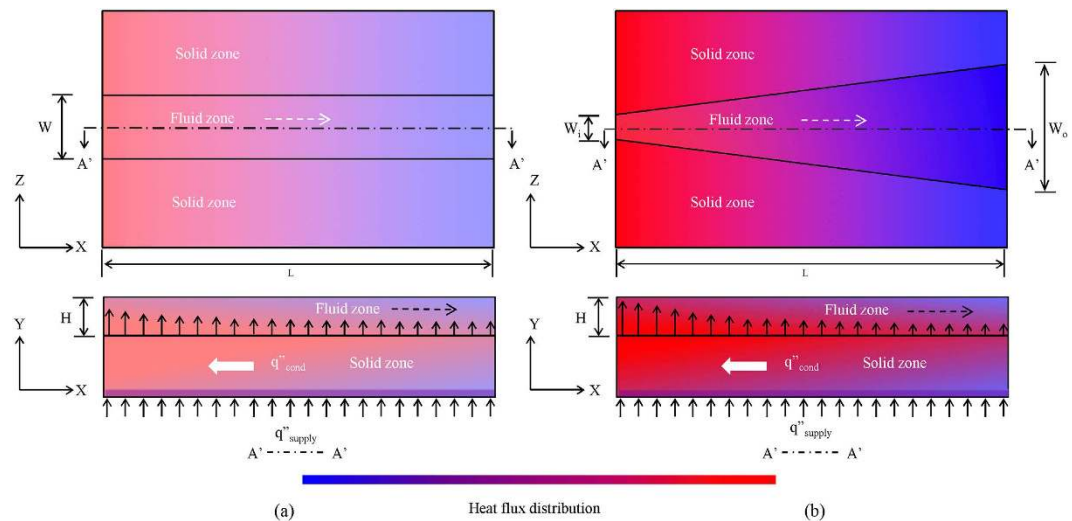 Solid zone
W
Fluid zone
A’
A’
Z
Solid zone
X
L
Fluid zone
H
Y
q”cond
Solid zone
X
q”supply
A’ A’
(a)
Solid zone
Wi
Fluid zone
Wo
A’
A’
Z
Solid zone
X
L
Fluid zone
H
Y
q”cond
Solid zone
X
q”supply
A’ A’
(b)
Heat flux distribution